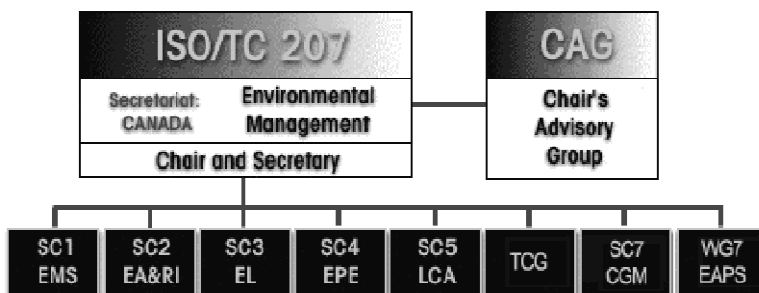 ISO/TC 207
Secretariat: CANADA
Environmental Management
Chair and Secretary
CAG
Chair's
Advisory
Group
SC1
EMS
SC2
EA&RI
SC3
EL
SC4
EPE
SC5
LCA
TCG
SC7
CGM
WG7
EAPS